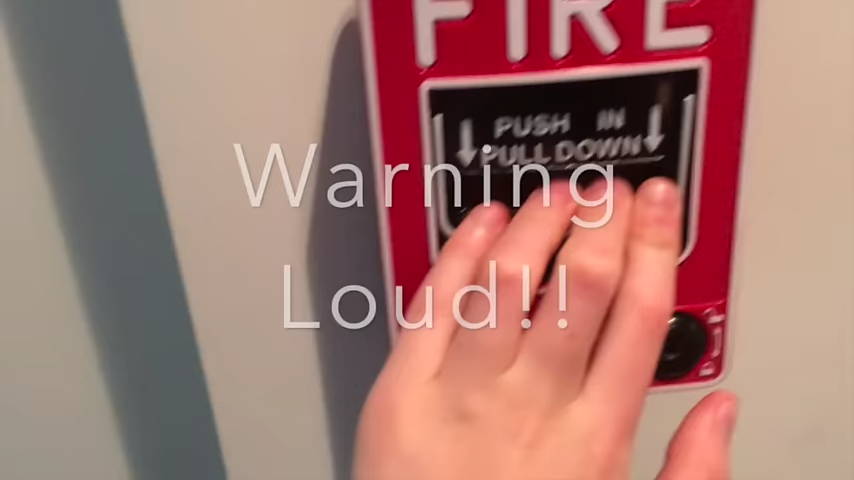 FIRE
PUSH IN
PULL DOWN
Warning
Loud!!